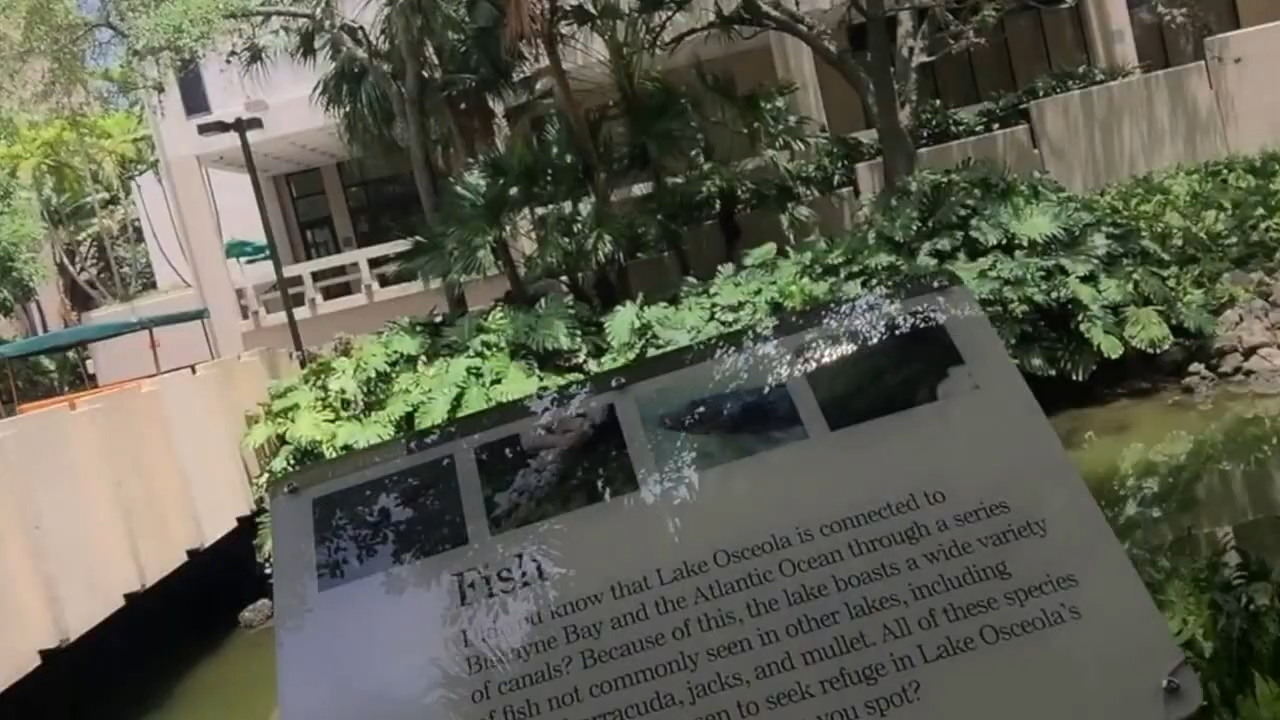 Fish
know that Lake Osceola is connected to
Biscayne Bay and the Atlantic Ocean through a series
of canals? Because of this, the lake boasts a wide variety
of fish not commonly seen in other lakes, including
barracuda, jacks, and mullet. All of these species
to seek refuge in Lake Osceola's
you spot?